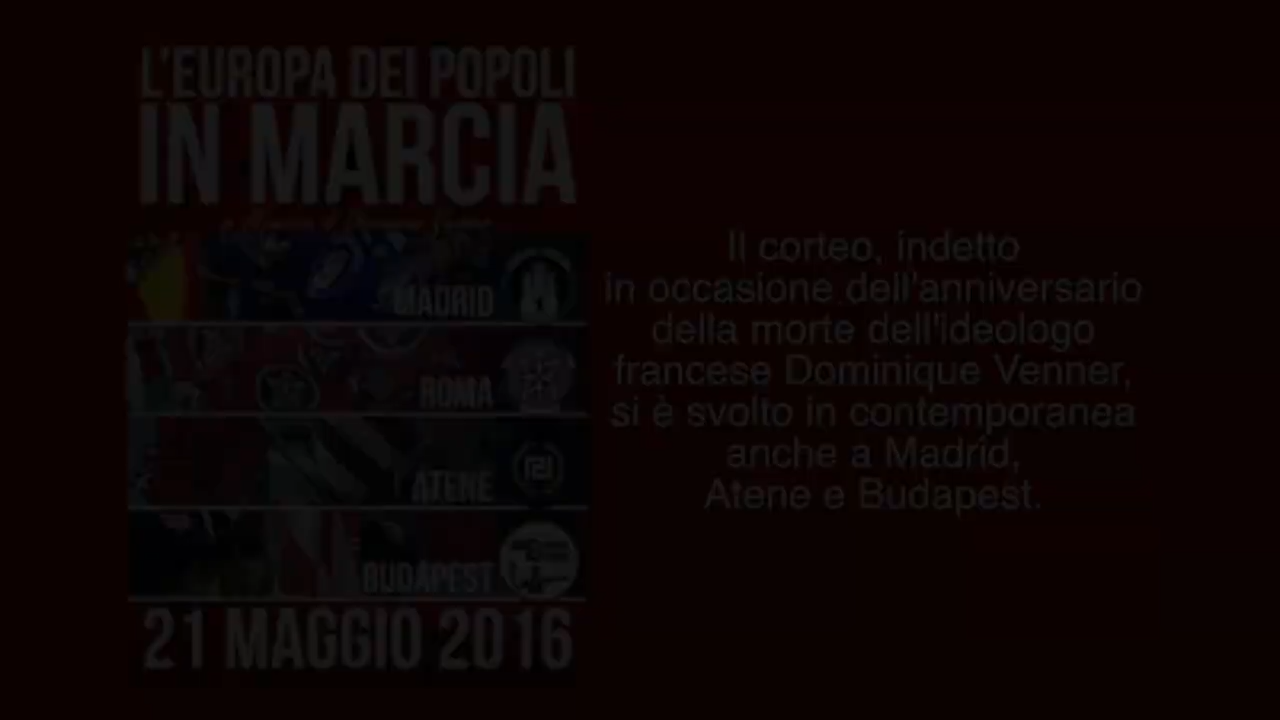 L'EUROPA DEI POPOLI
IN MARCIA
MADRID
ROMA
ATENE
BUDAPEST
21 MAGGIO 2016
Il corteo, indetto
in occasione dell'anniversario
della morte dell'ideologo
francese Dominique Venner,
si è svolto in contemporanea
anche a Madrid,
Atene e Budapest.